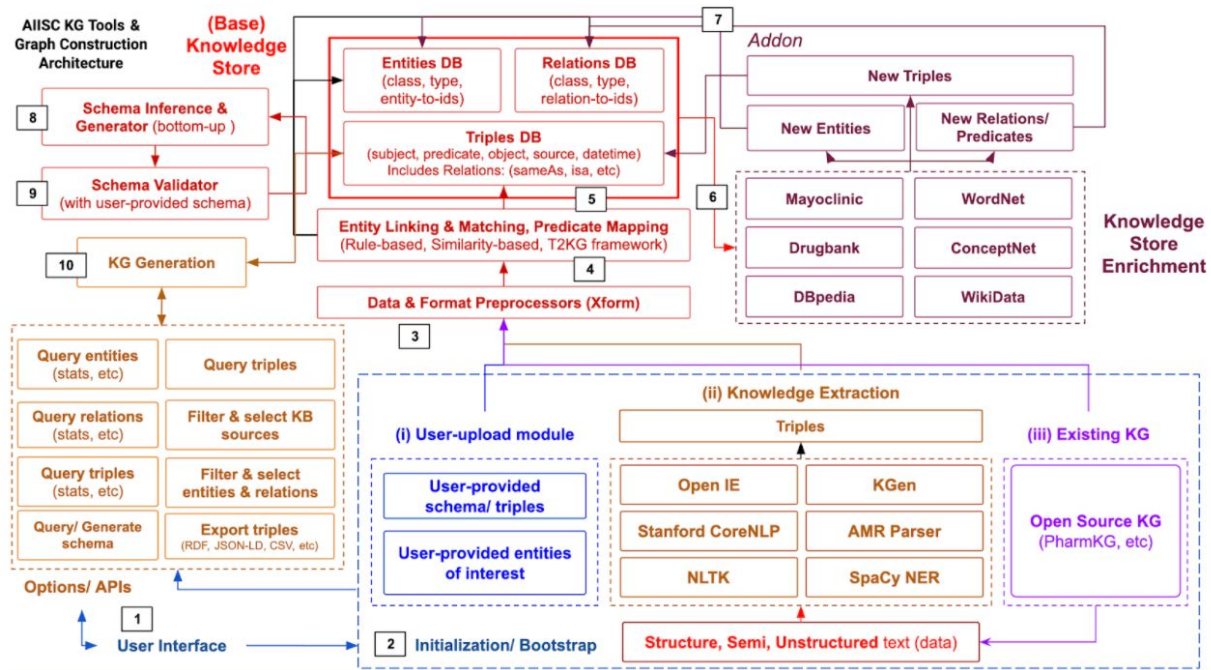 AIISC KG Tools &
Graph Construction
Architecture
(Base)
Knowledge
Store
7
Addon
Entities DB
(class, type,
entity-to-ids)
Relations DB
(class, type,
relation-to-ids)
New Triples
8
Schema Inference &
Generator (bottom-up )
New Entities
New Relations/
Predicates
Triples DB
(subject, predicate, object, source, datetime)
Includes Relations: (sameAs, isa, etc)
9
Schema Validator
(with user-provided schema)
5
6
Entity Linking & Matching, Predicate Mapping
(Rule-based, Similarity-based, T2KG framework)
Mayoclinic
WordNet
Drugbank
ConceptNet
DBpedia
WikiData
Knowledge
Store
Enrichment
10
KG Generation
4
Data & Format Preprocessors (Xform)
3
Query entities
(stats, etc)
Query triples
Query relations
(stats, etc)
Filter & select KB
sources
Query triples
(stats, etc)
Filter & select
entities & relations
Query/ Generate
schema
Export triples
(RDF, JSON-LD, CSV, etc)
Options/ APIs
1
User Interface
(ii) Knowledge Extraction
(i) User-upload module
Triples
(iii) Existing KG
User-provided
schema/ triples
User-provided entities
of interest
Open IE
KGen
Stanford CoreNLP
AMR Parser
NLTK
SpaCy NER
Open Source KG
(PharmKG, etc)
2
Initialization/ Bootstrap
Structure, Semi, Unstructured text (data)